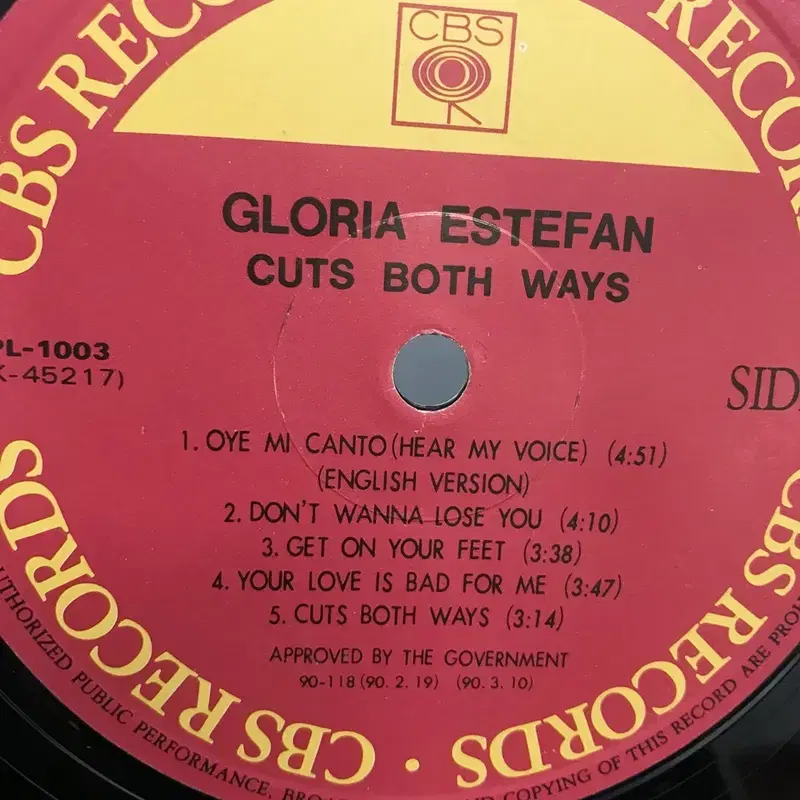 CBS RECORDS
CBS
GLORIA ESTEFAN
CUTS BOTH WAYS
PL-1003
K-45217)
1. OYE MI CANTO (HEAR MY VOICE) (4:51)
(ENGLISH VERSION)
2. DON'T WANNA LOSE YOU (4:10)
3. GET ON YOUR FEET (3:38)
4. YOUR LOVE IS BAD FOR ME (3:47)
5. CUTS BOTH WAYS (3:14)
APPROVED BY THE GOVERNMENT
90-118 (90. 2. 19) (90. 3. 10)
CBS RECORDS · CBS RECORDS
PUBLIC PERFORMANCE, COPYING OF THIS RECORD ARE